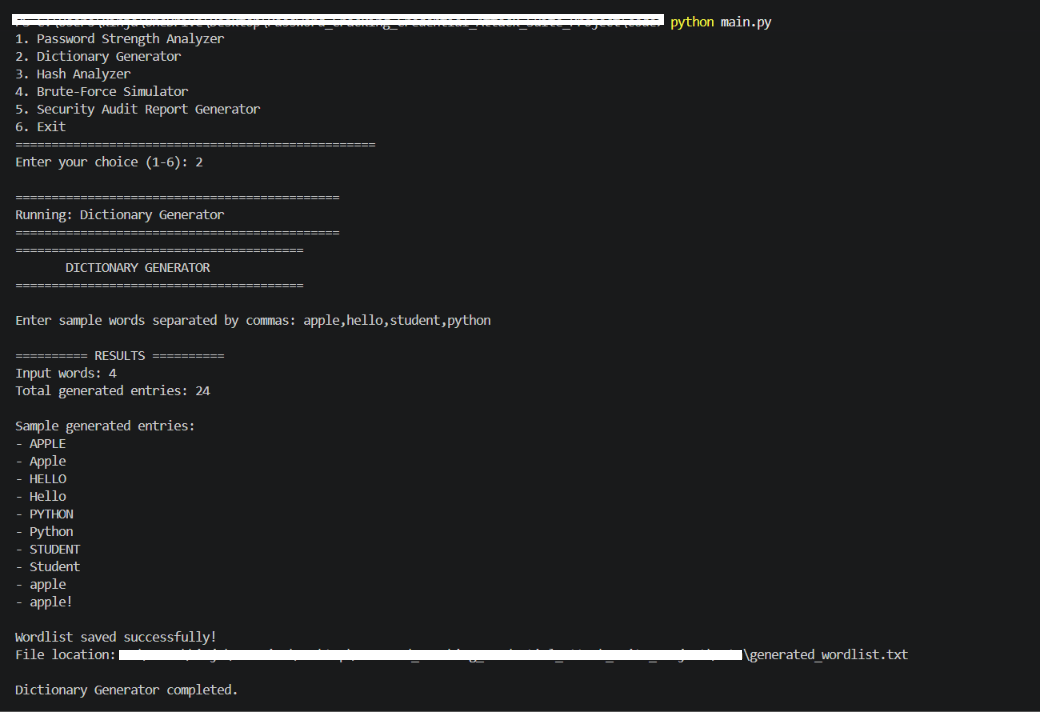 python main.py
1. Password Strength Analyzer
2. Dictionary Generator
3. Hash Analyzer
4. Brute-Force Simulator
5. Security Audit Report Generator
6. Exit
==================================================
Enter your choice (1-6): 2
=============================================
Running: Dictionary Generator
=============================================
========================================
DICTIONARY GENERATOR
========================================
Enter sample words separated by commas: apple,hello,student,python
========== RESULTS ==========
Input words: 4
Total generated entries: 24
Sample generated entries:
- APPLE
- Apple
- HELLO
- Hello
- PYTHON
- Python
- STUDENT
- Student
- apple
- apple!
Wordlist saved successfully!
File location: \generated_wordlist.txt
Dictionary Generator completed.